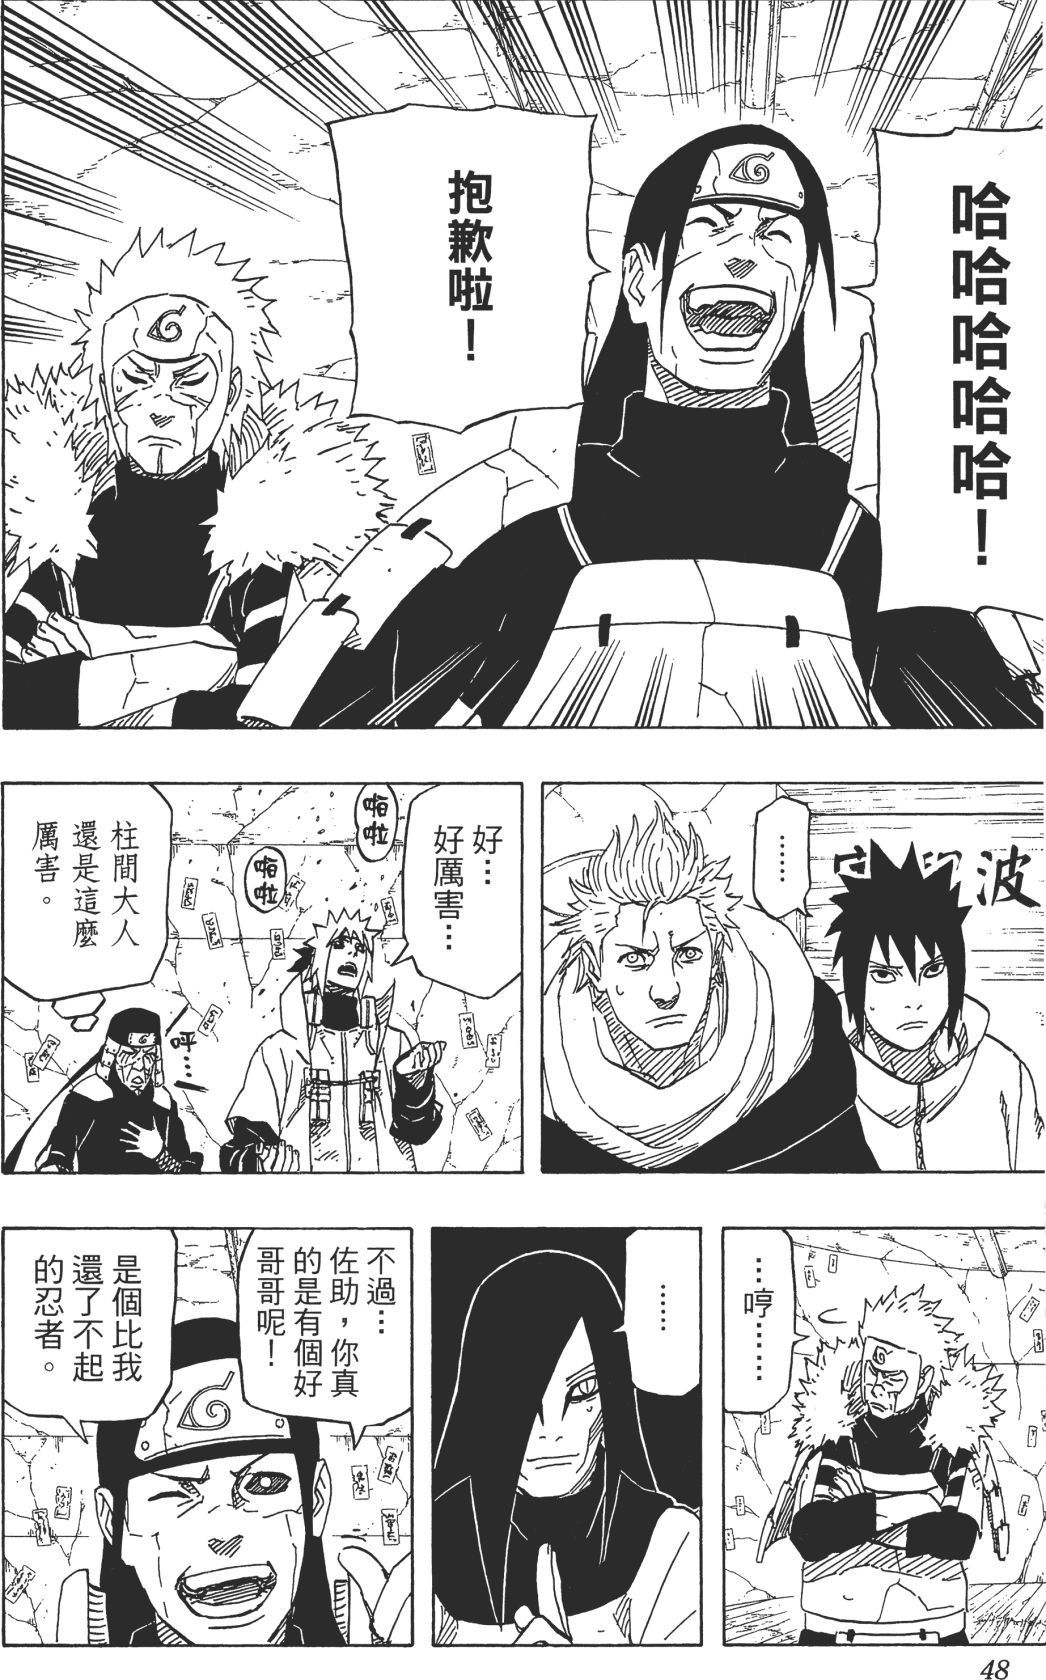 哈哈哈哈哈！
抱歉啦！
……
波
好…
好厲害…
啪啦
啪啦
呼…
柱間大人
還是這麼
厲害。
…哼……
……
不過…
佐助，你真
的是有個好
哥哥呢！
是個比我
還了不起
的忍者。
48